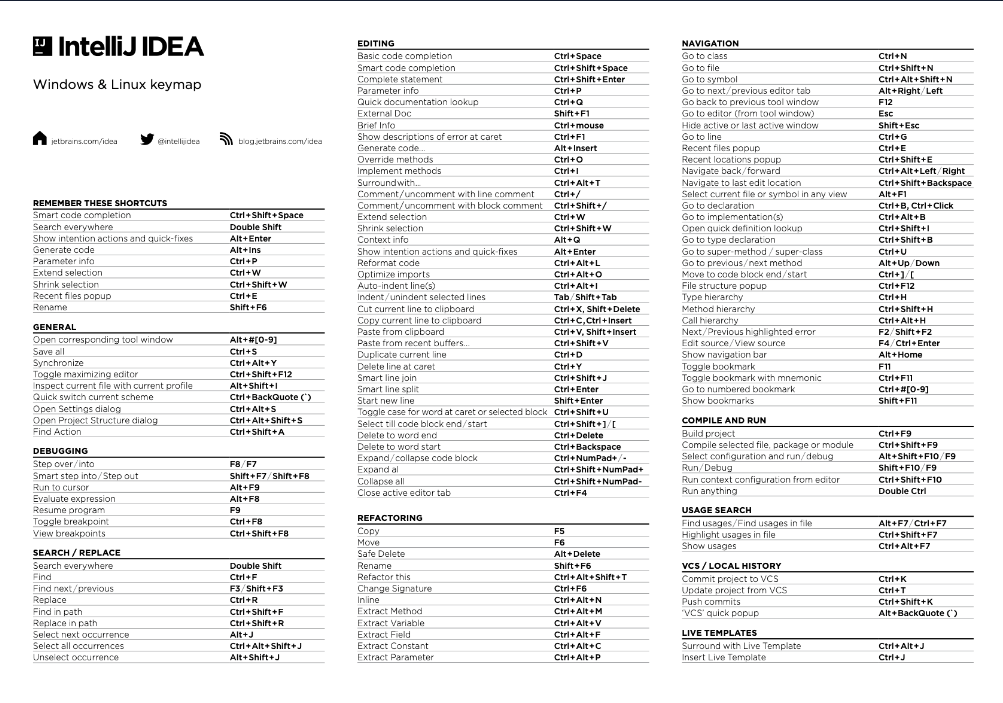 IJ IntelliJ IDEA
Windows & Linux keymap
jetbrains.com/idea @intellijidea blog.jetbrains.com/idea
REMEMBER THESE SHORTCUTS
Smart code completion Ctrl+Shift+Space
Search everywhere Double Shift
Show intention actions and quick-fixes Alt+Enter
Generate code Alt+Ins
Parameter info Ctrl+P
Extend selection Ctrl+W
Shrink selection Ctrl+Shift+W
Recent files popup Ctrl+E
Rename Shift+F6
GENERAL
Open corresponding tool window Alt+#[0-9]
Save all Ctrl+S
Synchronize Ctrl+Alt+Y
Toggle maximizing editor Ctrl+Shift+F12
Inspect current file with current profile Alt+Shift+I
Quick switch current scheme Ctrl+BackQuote (`)
Open Settings dialog Ctrl+Alt+S
Open Project Structure dialog Ctrl+Alt+Shift+S
Find Action Ctrl+Shift+A
DEBUGGING
Step over/into F8/F7
Smart step into/Step out Shift+F7/Shift+F8
Run to cursor Alt+F9
Evaluate expression Alt+F8
Resume program F9
Toggle breakpoint Ctrl+F8
View breakpoints Ctrl+Shift+F8
SEARCH / REPLACE
Search everywhere Double Shift
Find Ctrl+F
Find next/previous F3/Shift+F3
Replace Ctrl+R
Find in path Ctrl+Shift+F
Replace in path Ctrl+Shift+R
Select next occurrence Alt+J
Select all occurrences Ctrl+Alt+Shift+J
Unselect occurrence Alt+Shift+J
EDITING
Basic code completion Ctrl+Space
Smart code completion Ctrl+Shift+Space
Complete statement Ctrl+Shift+Enter
Parameter info Ctrl+P
Quick documentation lookup Ctrl+Q
External Doc Shift+F1
Brief Info Ctrl+mouse
Show descriptions of error at caret Ctrl+F1
Generate code... Alt+Insert
Override methods Ctrl+O
Implement methods Ctrl+I
Surroundwith... Ctrl+Alt+T
Comment/uncomment with line comment Ctrl+/
Comment/uncomment with block comment Ctrl+Shift+/
Extend selection Ctrl+W
Shrink selection Ctrl+Shift+W
Context info Alt+Q
Show intention actions and quick-fixes Alt+Enter
Reformat code Ctrl+Alt+L
Optimize imports Ctrl+Alt+O
Auto-indent line(s) Ctrl+Alt+I
Indent/unindent selected lines Tab/Shift+Tab
Cut current line to clipboard Ctrl+X, Shift+Delete
Copy current line to clipboard Ctrl+C,Ctrl+Insert
Paste from clipboard Ctrl+V, Shift+Insert
Paste from recent buffers... Ctrl+Shift+V
Duplicate current line Ctrl+D
Delete line at caret Ctrl+Y
Smart line join Ctrl+Shift+J
Smart line split Ctrl+Enter
Start new line Shift+Enter
Toggle case for word at caret or selected block Ctrl+Shift+U
Select till code block end/start Ctrl+Shift+]/[
Delete to word end Ctrl+Delete
Delete to word start Ctrl+Backspace
Expand/collapse code block Ctrl+NumPad+/-
Expand al Ctrl+Shift+NumPad+
Collapse all Ctrl+Shift+NumPad-
Close active editor tab Ctrl+F4
REFACTORING
Copy F5
Move F6
Safe Delete Alt+Delete
Rename Shift+F6
Refactor this Ctrl+Alt+Shift+T
Change Signature Ctrl+F6
Inline Ctrl+Alt+N
Extract Method Ctrl+Alt+M
Extract Variable Ctrl+Alt+V
Extract Field Ctrl+Alt+F
Extract Constant Ctrl+Alt+C
Extract Parameter Ctrl+Alt+P
NAVIGATION
Go to class Ctrl+N
Go to file Ctrl+Shift+N
Go to symbol Ctrl+Alt+Shift+N
Go to next/previous editor tab Alt+Right/Left
Go back to previous tool window F12
Go to editor (from tool window) Esc
Hide active or last active window Shift+Esc
Go to line Ctrl+G
Recent files popup Ctrl+E
Recent locations popup Ctrl+Shift+E
Navigate back/forward Ctrl+Alt+Left/Right
Navigate to last edit location Ctrl+Shift+Backspace
Select current file or symbol in any view Alt+F1
Go to declaration Ctrl+B, Ctrl+Click
Go to implementation(s) Ctrl+Alt+B
Open quick definition lookup Ctrl+Shift+I
Go to type declaration Ctrl+Shift+B
Go to super-method / super-class Ctrl+U
Go to previous/next method Alt+Up/Down
Move to code block end/start Ctrl+]/[
File structure popup Ctrl+F12
Type hierarchy Ctrl+H
Method hierarchy Ctrl+Shift+H
Call hierarchy Ctrl+Alt+H
Next/Previous highlighted error F2/Shift+F2
Edit source/View source F4/Ctrl+Enter
Show navigation bar Alt+Home
Toggle bookmark F11
Toggle bookmark with mnemonic Ctrl+F11
Go to numbered bookmark Ctrl+#[0-9]
Show bookmarks Shift+F11
COMPILE AND RUN
Build project Ctrl+F9
Compile selected file, package or module Ctrl+Shift+F9
Select configuration and run/debug Alt+Shift+F10/F9
Run/Debug Shift+F10/F9
Run context configuration from editor Ctrl+Shift+F10
Run anything Double Ctrl
USAGE SEARCH
Find usages/Find usages in file Alt+F7/Ctrl+F7
Highlight usages in file Ctrl+Shift+F7
Show usages Ctrl+Alt+F7
VCS / LOCAL HISTORY
Commit project to VCS Ctrl+K
Update project from VCS Ctrl+T
Push commits Ctrl+Shift+K
'VCS' quick popup Alt+BackQuote (`)
LIVE TEMPLATES
Surround with Live Template Ctrl+Alt+J
Insert Live Template Ctrl+J